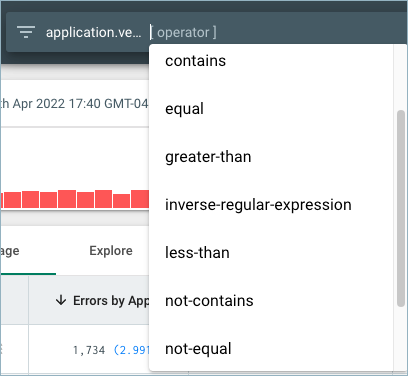 application.ve… [ operator ]
contains
th Apr 2022 17:40 GMT-04
equal
greater-than
inverse-regular-expression
less-than
age Explore
not-contains
↓ Errors by App
not-equal
1,734 (2.991